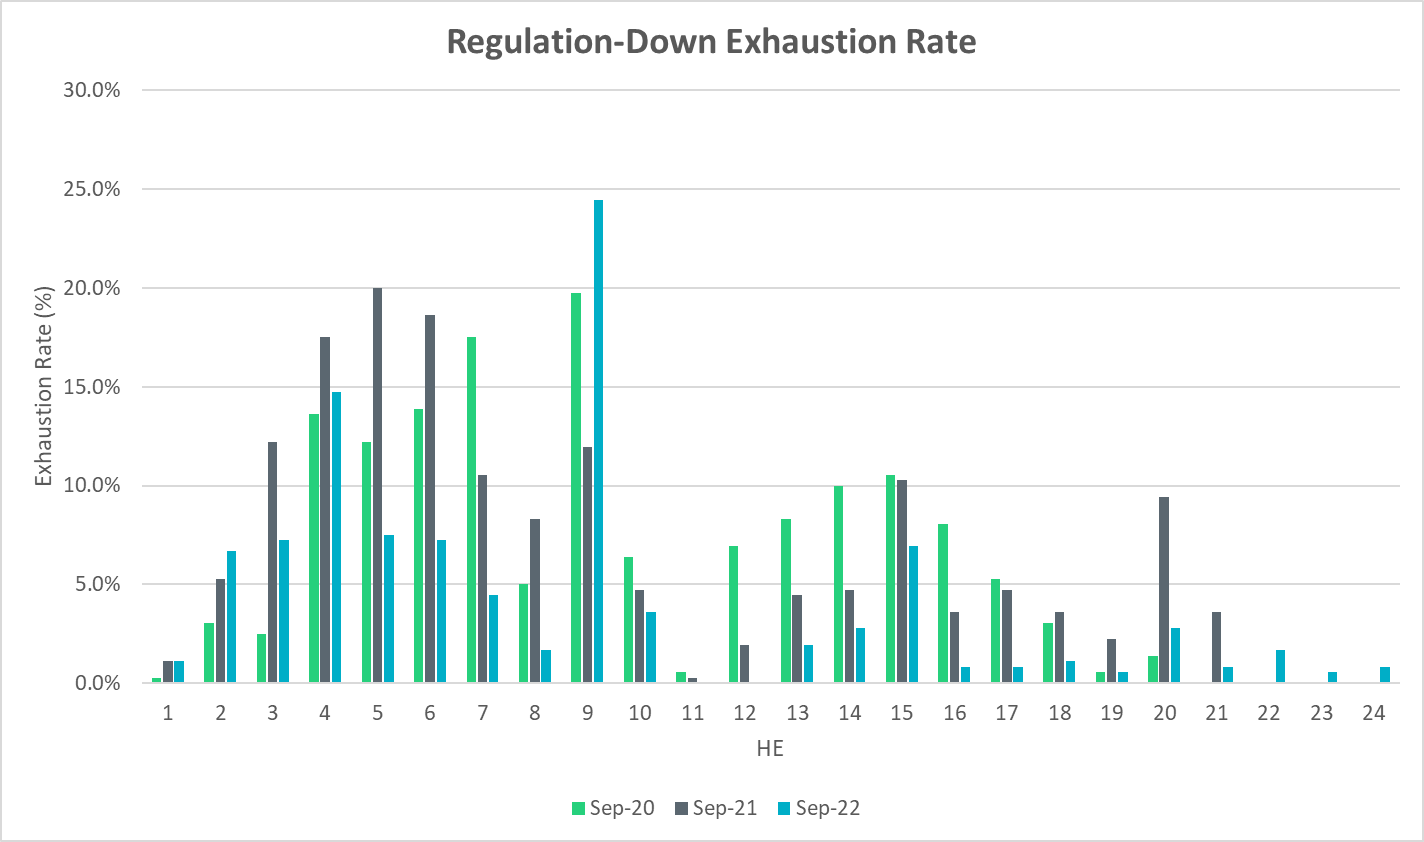 Regulation-Down Exhaustion Rate
30.0%
25.0%
20.0%
15.0%
10.0%
5.0%
0.0%
Exhaustion Rate (%)
1 2 3 4 5 6 7 8 9 10 11 12 13 14 15 16 17 18 19 20 21 22 23 24
HE
Sep-20 Sep-21 Sep-22